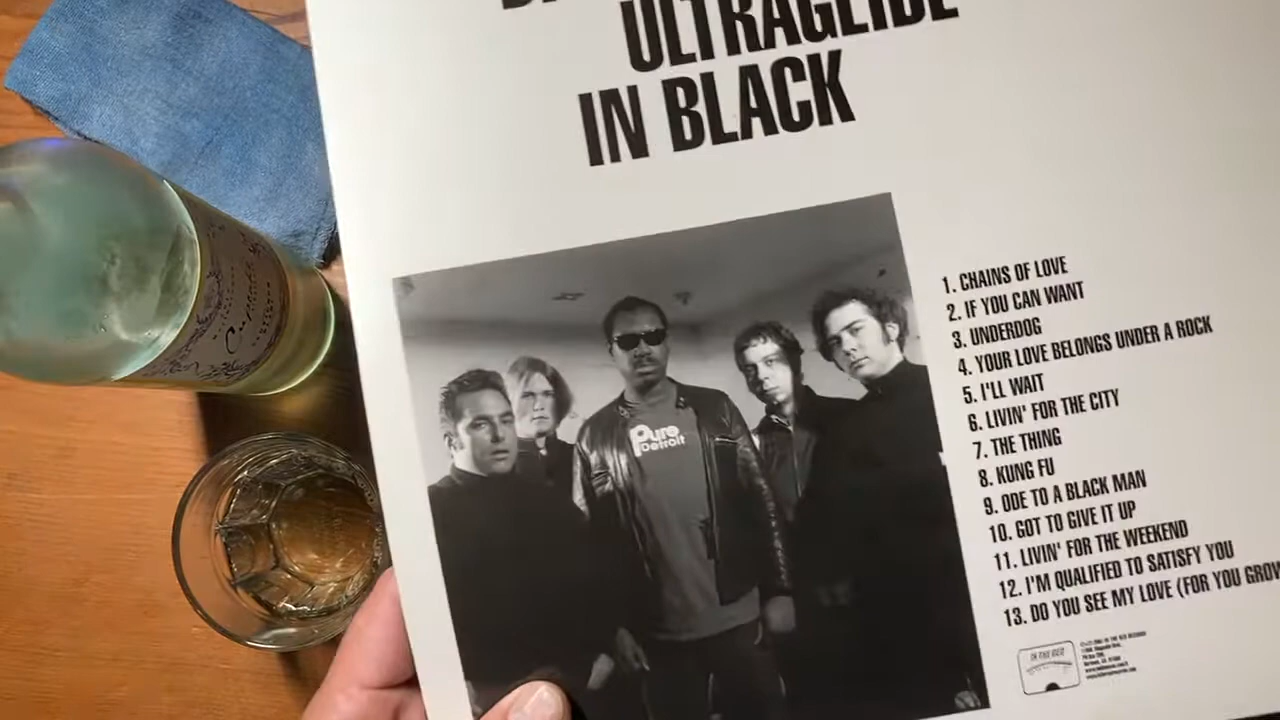 ULTRAGLIDE
IN BLACK
Pure
Detroit
1. CHAINS OF LOVE
2. IF YOU CAN WANT
3. UNDERDOG
4. YOUR LOVE BELONGS UNDER A ROCK
5. I'LL WAIT
6. LIVIN' FOR THE CITY
7. THE THING
8. KUNG FU
9. ODE TO A BLACK MAN
10. GOT TO GIVE IT UP
11. LIVIN' FOR THE WEEKEND
12. I'M QUALIFIED TO SATISFY YOU
13. DO YOU SEE MY LOVE (FOR YOU GROW
IN THE RED